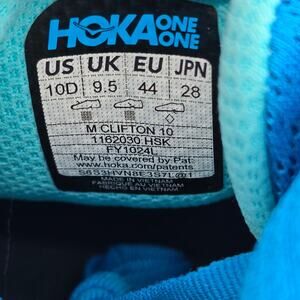 HOKA ONE ONE
US UK EU JPN
10D 9.5 44 28
M CLIFTON 10
1162030 HSK
FY1024L
May be covered by Pat:
www.hoka.com/patents
MADE IN VIETNAM
FABRIQUÉ AU VIETNAM
HECHO EN VIETNAM